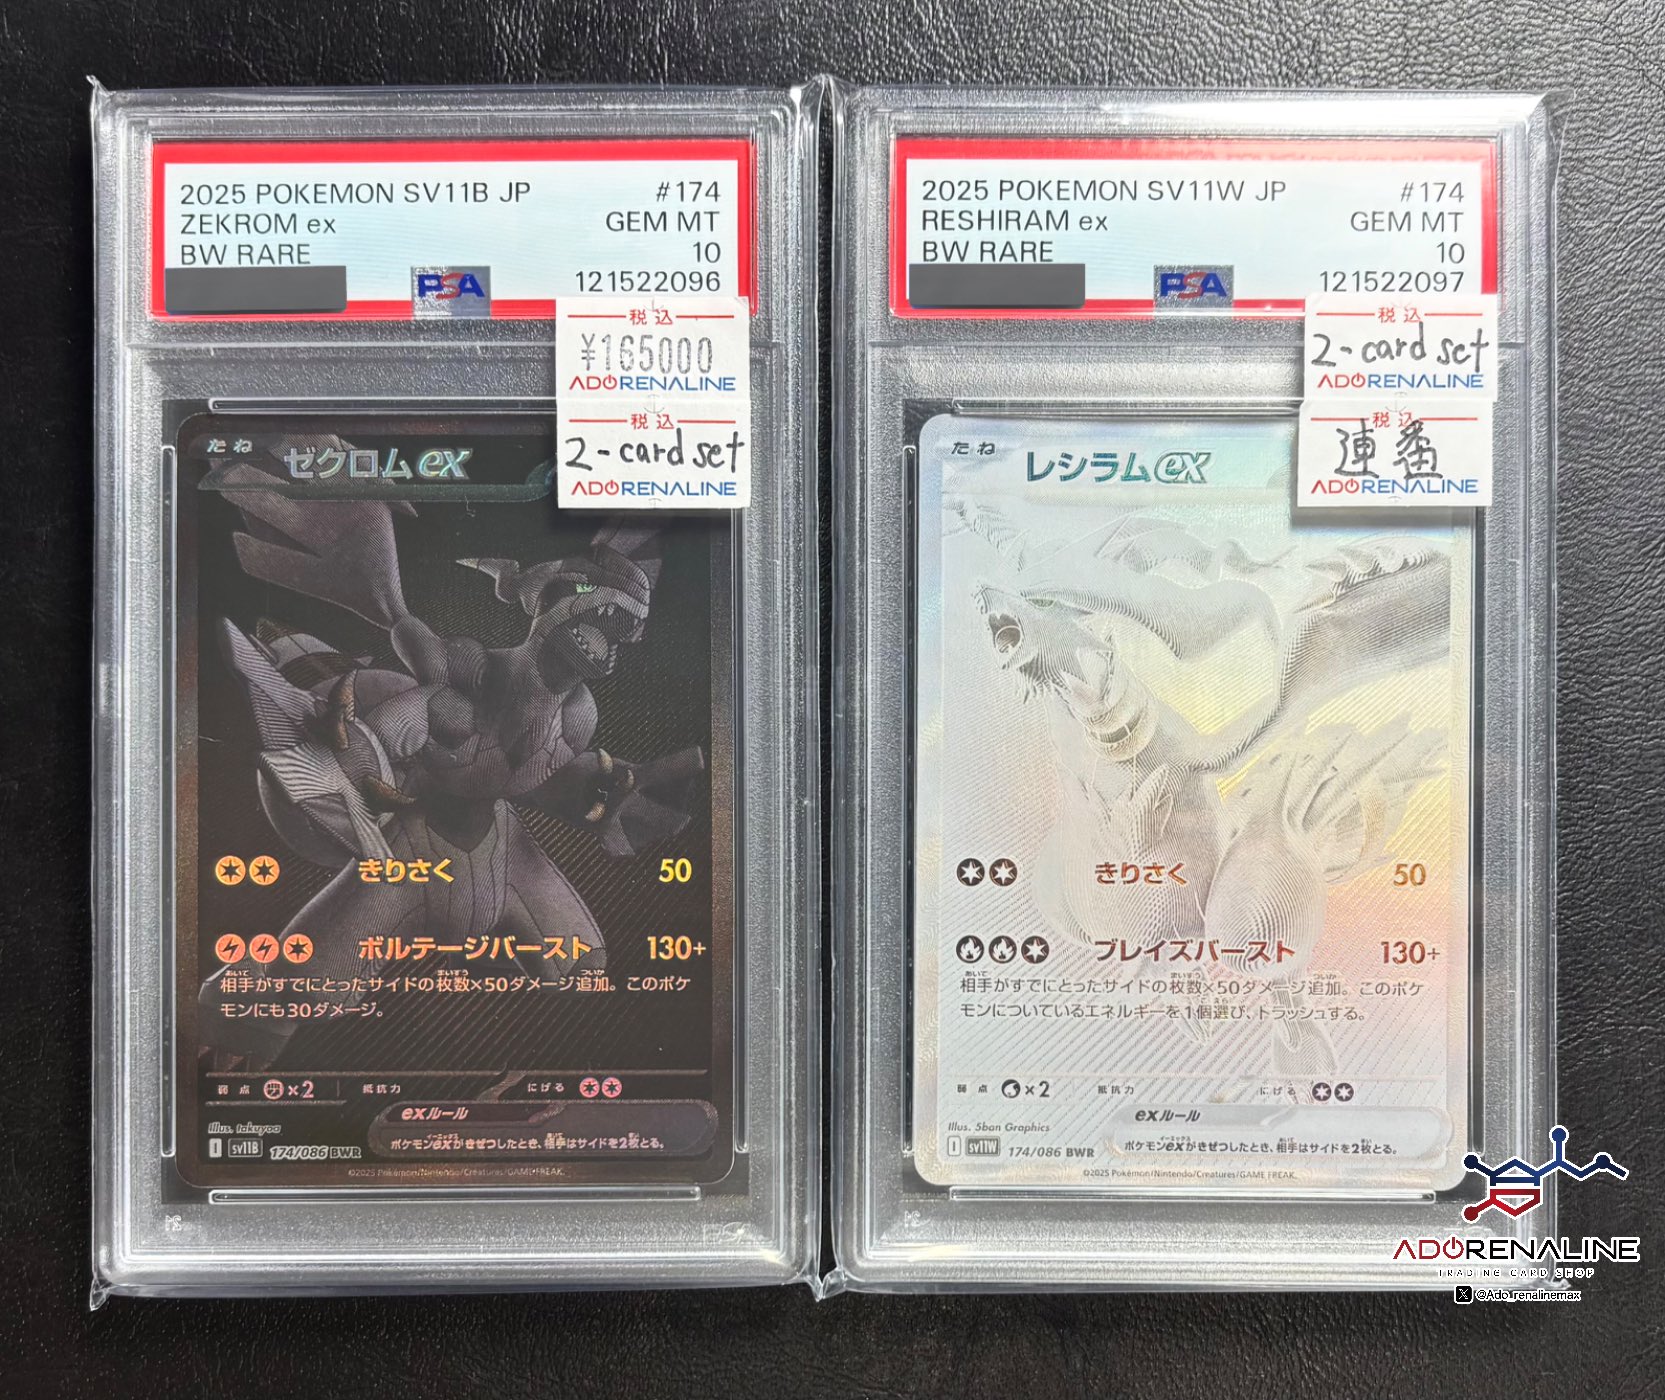 2025 POKEMON SV11B JP #174
ZEKROM ex GEM MT
BW RARE 10
PSA 121522096
税込
¥165000
ADORENALINE
税込
2-card set
ADORENALINE
たね ゼクロムex
きりさく 50
ボルテージバースト 130+
相手がすでにとったサイドの枚数×50ダメージ追加。このポケ
モンにも30ダメージ。
弱点 ×2 抵抗力 にげる
exルール
ポケモンexがきぜつしたとき、相手はサイドを2枚とる。
Illus. takuyoa
I sv11B 174/086 BWR
©2025 Pokémon/Nintendo/Creatures/GAME FREAK.
2025 POKEMON SV11W JP #174
RESHIRAM ex GEM MT
BW RARE 10
PSA 121522097
税込
2-card set
ADORENALINE
税込
連番
ADORENALINE
たね レシラムex
きりさく 50
ブレイズバースト 130+
相手がすでにとったサイドの枚数×50ダメージ追加。このポケ
モンについているエネルギーを1個選び、トラッシュする。
弱点 ×2 抵抗力 にげる
exルール
ポケモンexがきぜつしたとき、相手はサイドを2枚とる。
Illus. 5ban Graphics
I sv11W 174/086 BWR
©2025 Pokémon/Nintendo/Creatures/GAME FREAK.
ADORENALINE
TRADING CARD SHOP
X @Ado_renalinemax